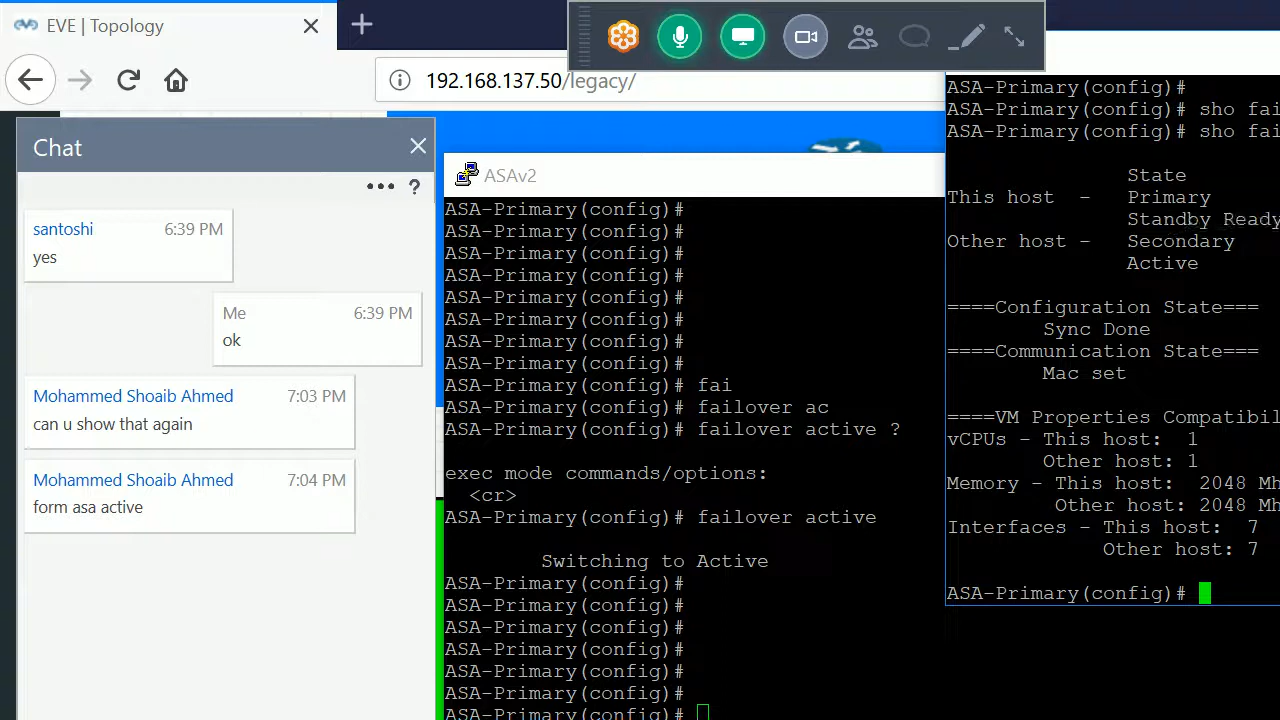 EVE | Topology
192.168.137.50/legacy/
Chat
santoshi 6:39 PM
yes
Me 6:39 PM
ok
Mohammed Shoaib Ahmed 7:03 PM
can u show that again
Mohammed Shoaib Ahmed 7:04 PM
form asa active
ASAv2
ASA-Primary(config)#
ASA-Primary(config)#
ASA-Primary(config)#
ASA-Primary(config)#
ASA-Primary(config)#
ASA-Primary(config)#
ASA-Primary(config)#
ASA-Primary(config)#
ASA-Primary(config)# fai
ASA-Primary(config)# failover ac
ASA-Primary(config)# failover active ?
exec mode commands/options:
<cr>
ASA-Primary(config)# failover active
Switching to Active
ASA-Primary(config)#
ASA-Primary(config)#
ASA-Primary(config)#
ASA-Primary(config)#
ASA-Primary(config)#
ASA-Primary(config)#
ASA-Primary(config)#
ASA-Primary(config)#
ASA-Primary(config)# sho fai
ASA-Primary(config)# sho fai
State
This host - Primary
Standby Ready
Other host - Secondary
Active
====Configuration State===
Sync Done
====Communication State===
Mac set
====VM Properties Compatibil
vCPUs - This host: 1
Other host: 1
Memory - This host: 2048 Mh
Other host: 2048 Mh
Interfaces - This host: 7
Other host: 7
ASA-Primary(config)#